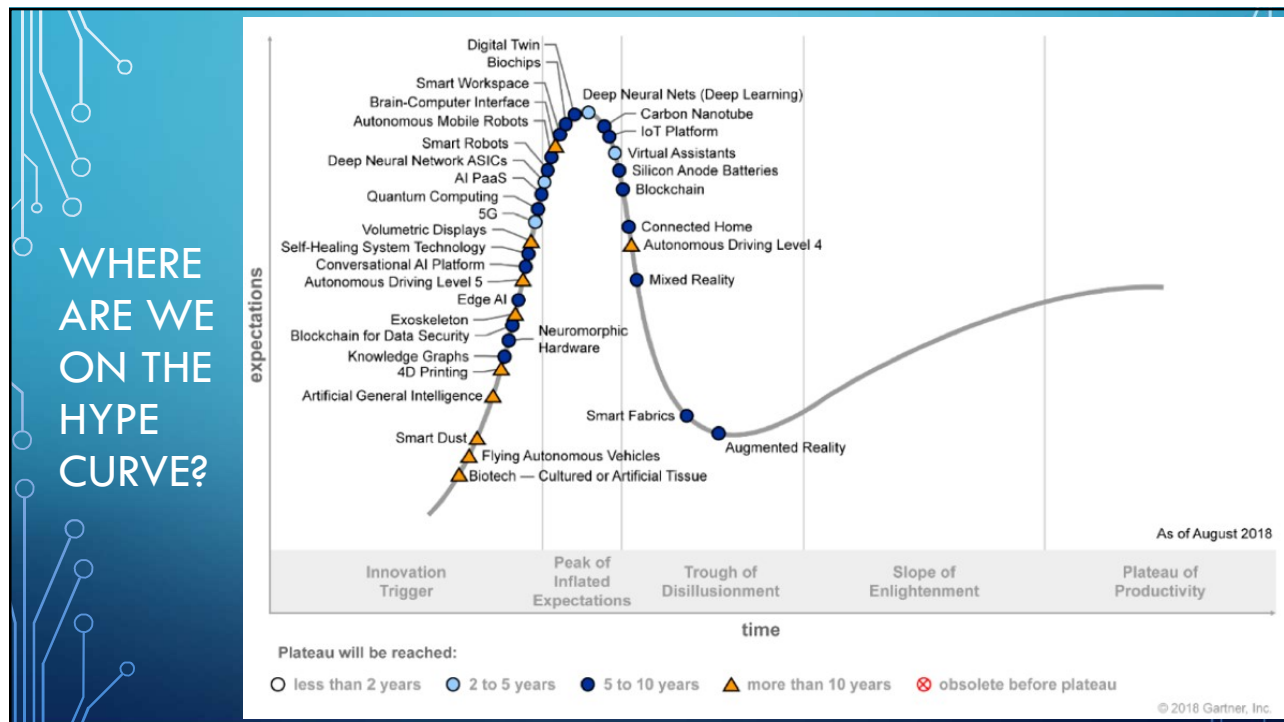 WHERE
ARE WE
ON THE
HYPE
CURVE?
expectations
Digital Twin
Biochips
Smart Workspace
Brain-Computer Interface
Autonomous Mobile Robots
Smart Robots
Deep Neural Network ASICs
AI PaaS
Quantum Computing
5G
Volumetric Displays
Self-Healing System Technology
Conversational AI Platform
Autonomous Driving Level 5
Edge AI
Exoskeleton
Blockchain for Data Security
Neuromorphic
Hardware
Knowledge Graphs
4D Printing
Artificial General Intelligence
Smart Dust
Flying Autonomous Vehicles
Biotech — Cultured or Artificial Tissue
Deep Neural Nets (Deep Learning)
Carbon Nanotube
IoT Platform
Virtual Assistants
Silicon Anode Batteries
Blockchain
Connected Home
Autonomous Driving Level 4
Mixed Reality
Smart Fabrics
Augmented Reality
As of August 2018
Innovation
Trigger
Peak of
Inflated
Expectations
Trough of
Disillusionment
Slope of
Enlightenment
Plateau of
Productivity
time
Plateau will be reached:
less than 2 years
2 to 5 years
5 to 10 years
more than 10 years
obsolete before plateau
© 2018 Gartner, Inc.